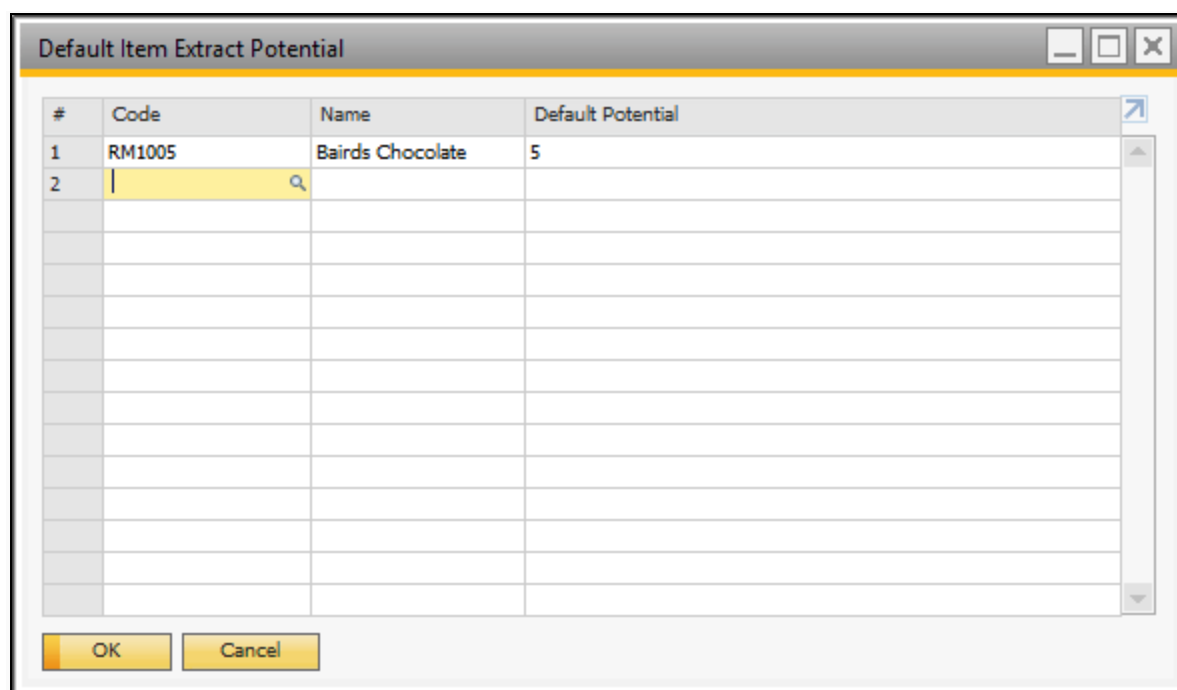 Default Item Extract Potential
# Code Name Default Potential
1 RM1005 Bairds Chocolate 5
2
OK Cancel